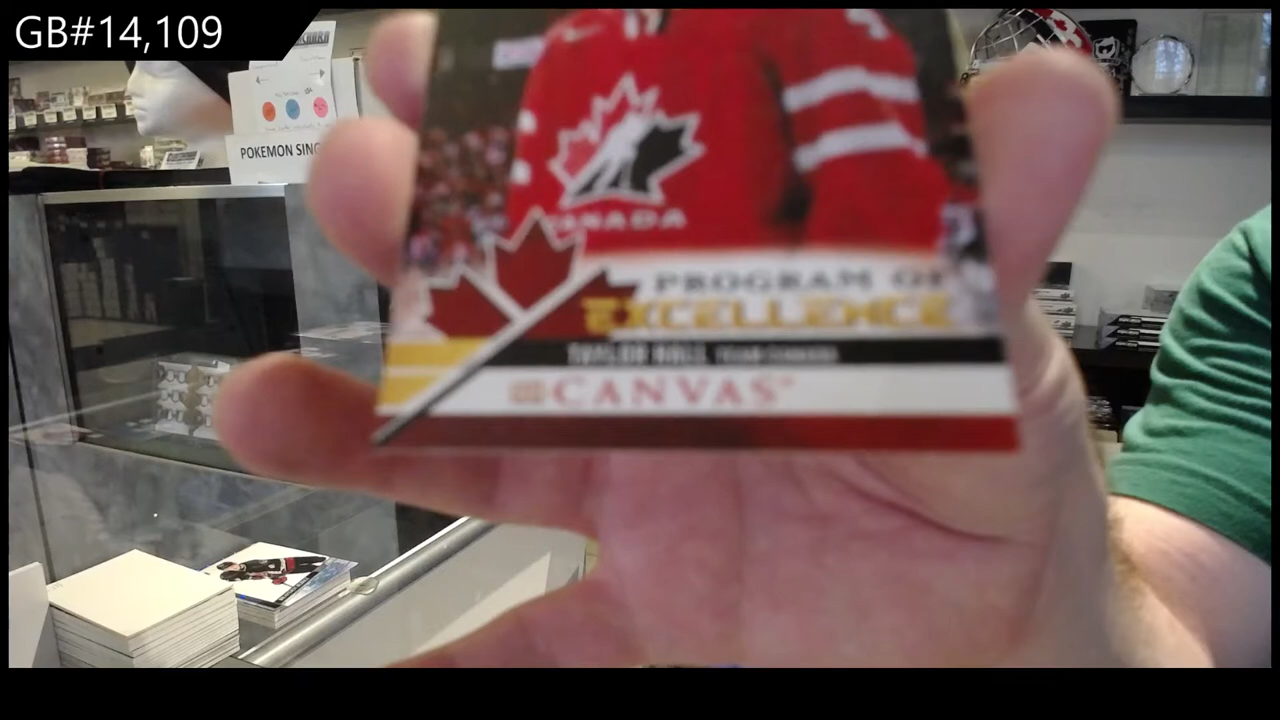 GB#14,109
POKEMON SING
CANADA
PROGRAM OF
EXCELLENCE
TAYLOR HALL TEAM CANADA
CANVAS